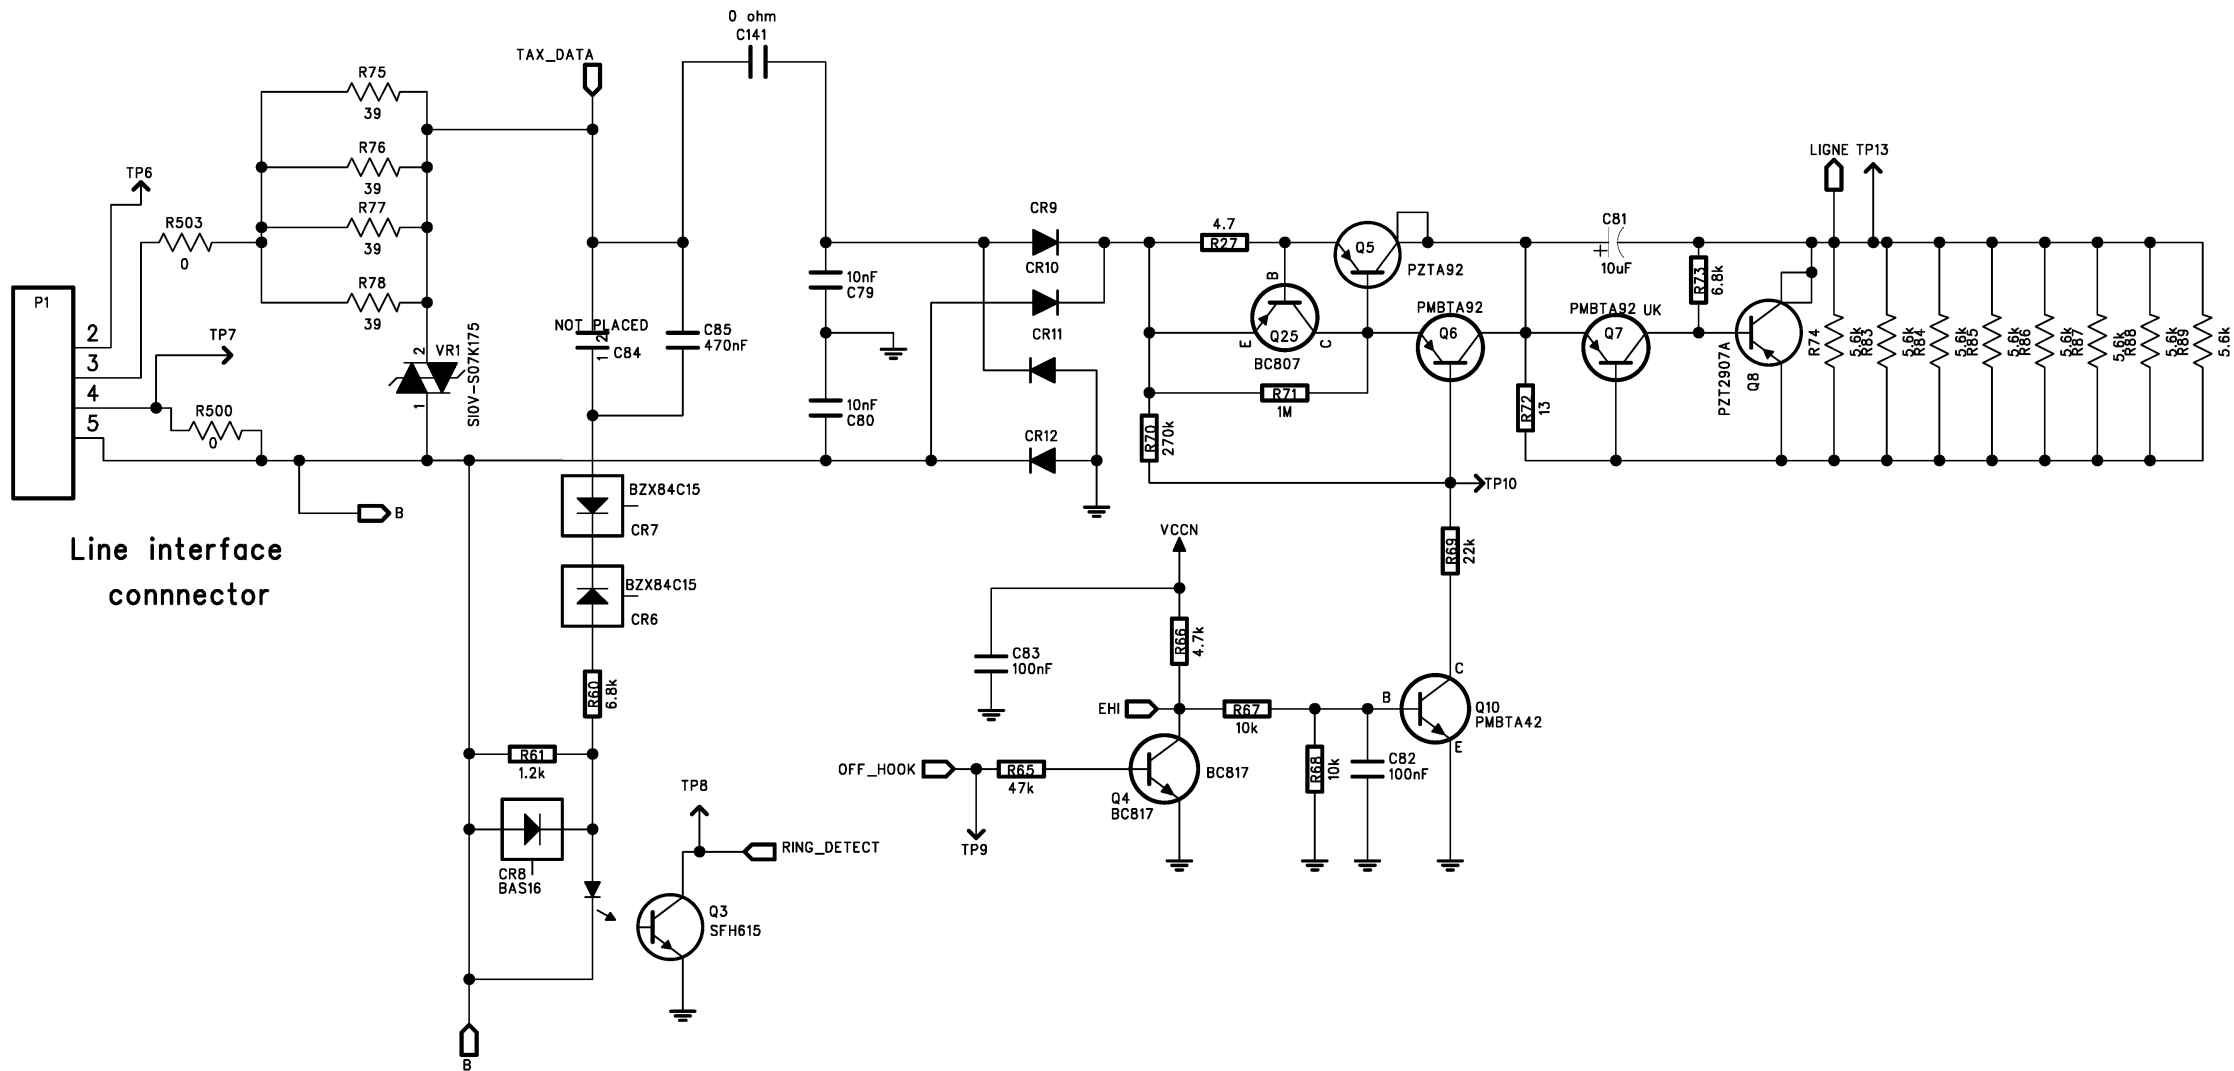 0 ohm
C141
TAX_DATA
R75
39
R76
39
R77
39
R78
39
TP6
R503
0
P1
2
3
4
5
TP7
R500
0
VR1
2
1
SIOV-S07K175
NOT PLACED
2
1
C84
C85
470nF
10nF
C79
10nF
C80
CR9
CR10
CR11
CR12
4.7
R27
B
E
C
Q25
BC807
Q5
PZTA92
R71
1M
R70
270k
PMBTA92
Q6
PMBTA92 UK
Q7
R72
13
C81
+
10uF
R73
6.8k
PZT2907A
Q8
LIGNE
TP13
R74
5.6k
R83
5.6k
R84
5.6k
R85
5.6k
R86
5.6k
R87
5.6k
R88
5.6k
R89
5.6k
TP10
R69
22k
B
Line interface
connnector
BZX84C15
CR7
BZX84C15
CR6
R60
6.8k
R61
1.2k
CR8
BAS16
TP8
RING_DETECT
Q3
SFH615
B
VCCN
C83
100nF
R66
4.7k
EHI
R67
10k
OFF_HOOK
R65
47k
TP9
Q4
BC817
BC817
R68
10k
C82
100nF
B
C
E
Q10
PMBTA42